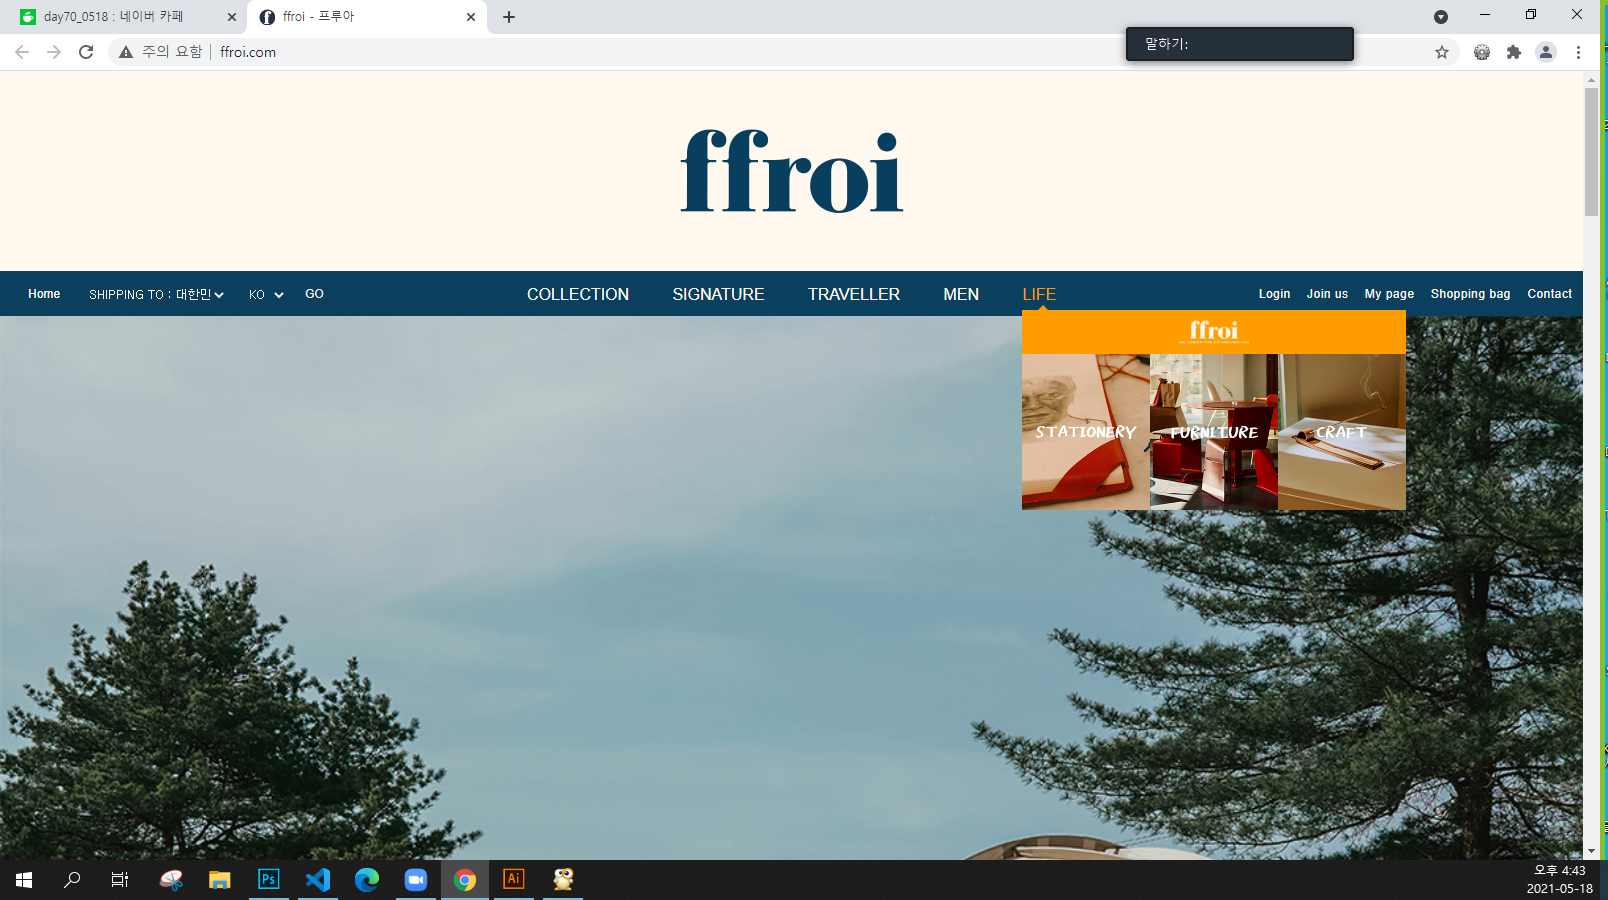 day70_0518 : 네이버 카페
ffroi - 프루아
주의 요함
ffroi.com
말하기:
ffroi
Home
SHIPPING TO : 대한민
KO
GO
COLLECTION
SIGNATURE
TRAVELLER
MEN
LIFE
Login
Join us
My page
Shopping bag
Contact
ffroi
STATIONERY
FURNITURE
CRAFT
Ps
Ai
오후 4:43
2021-05-18